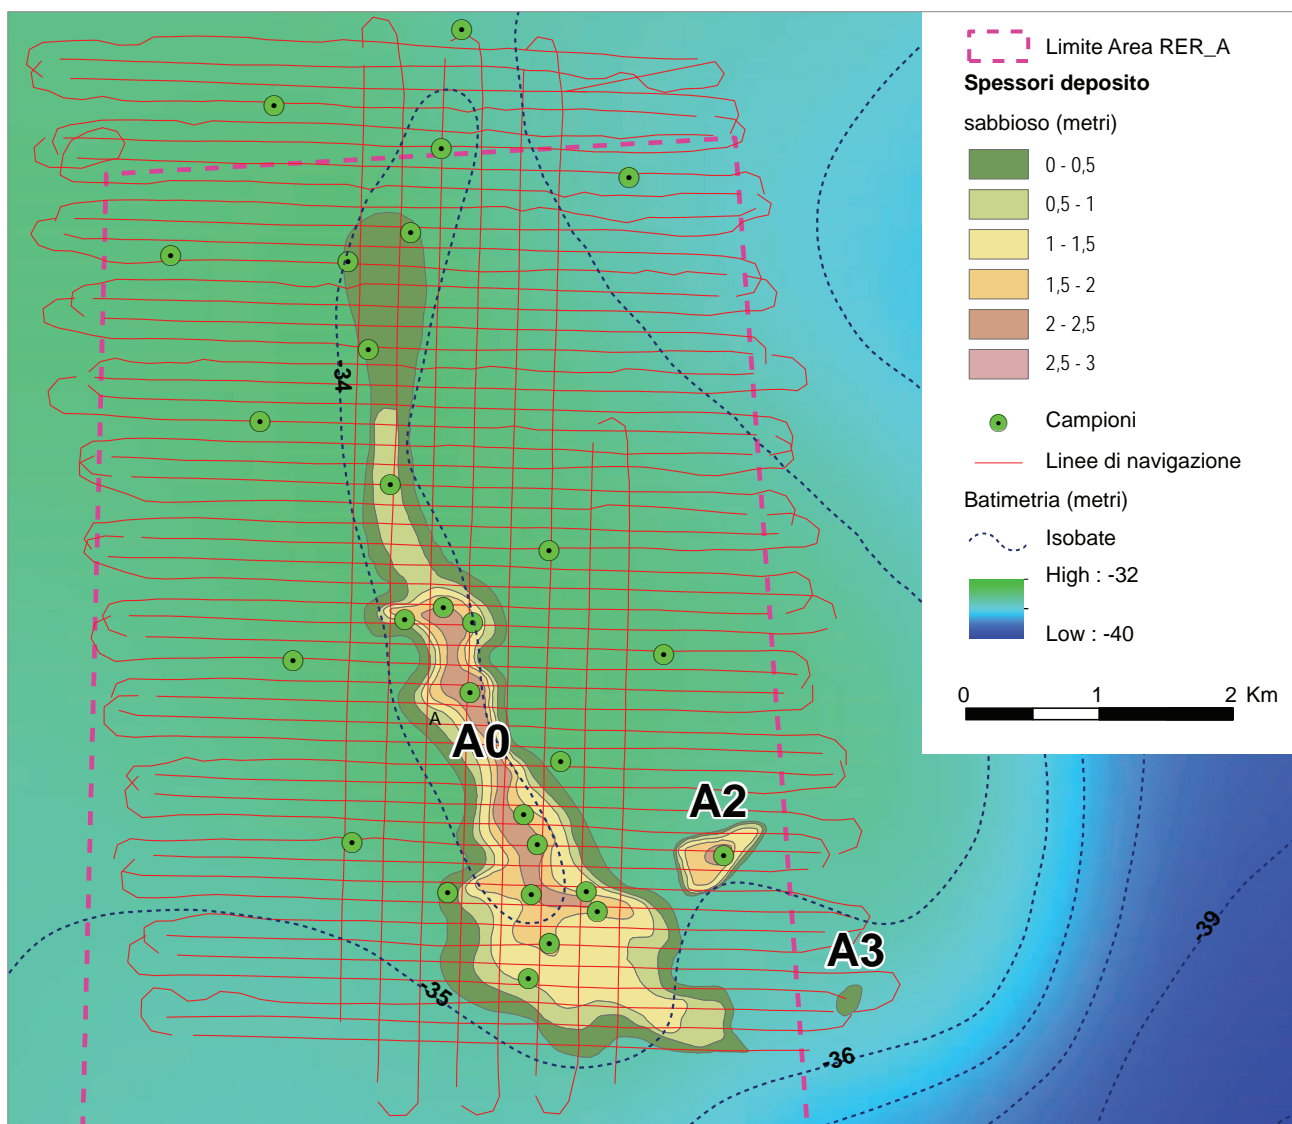 Limite Area RER_A
Spessori deposito
sabbioso (metri)
0 - 0,5
0,5 - 1
1 - 1,5
1,5 - 2
2 - 2,5
2,5 - 3
Campioni
Linee di navigazione
Batimetria (metri)
Isobate
High : -32
Low : -40
0 1 2 Km
-34
A
A0
A2
A3
-39
-35
-36